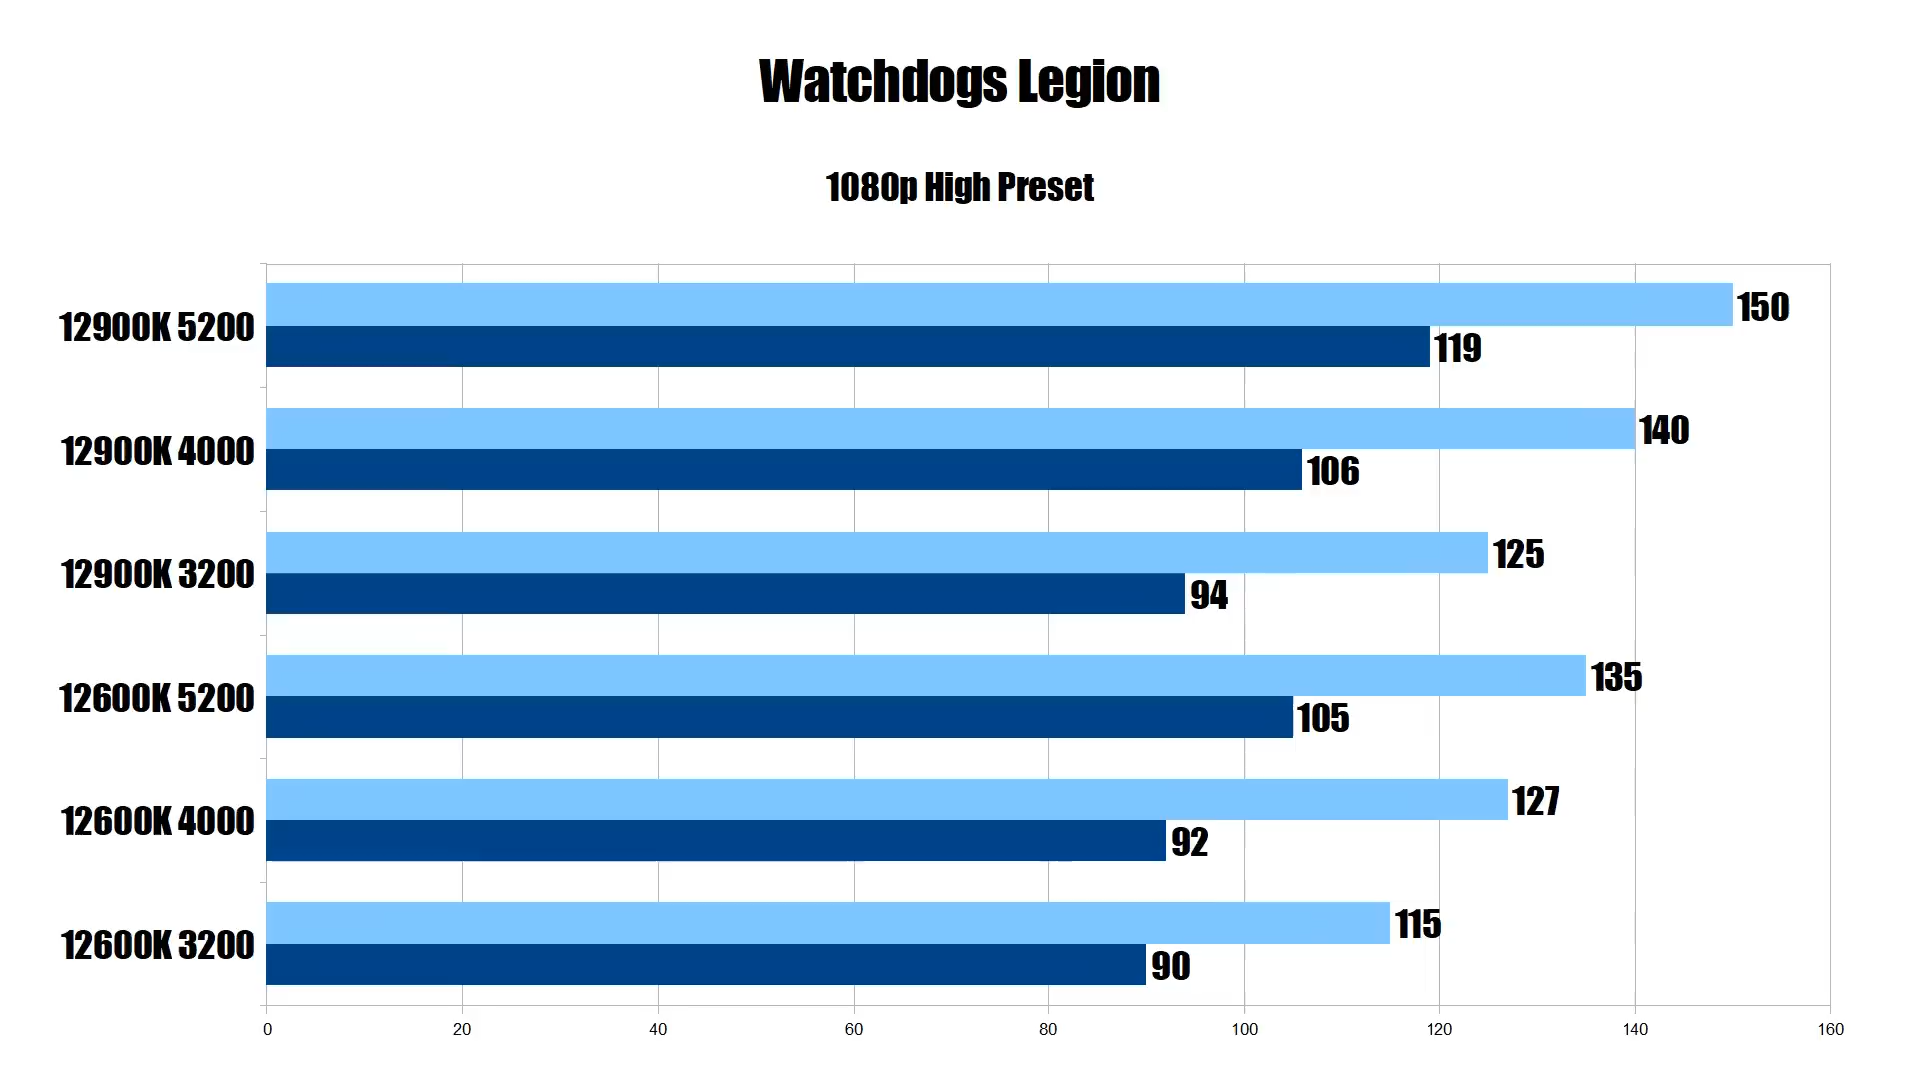 Watchdogs Legion
1080p High Preset
12900K 5200
150
119
12900K 4000
140
106
12900K 3200
125
94
12600K 5200
135
105
12600K 4000
127
92
12600K 3200
115
90
0 20 40 60 80 100 120 140 160